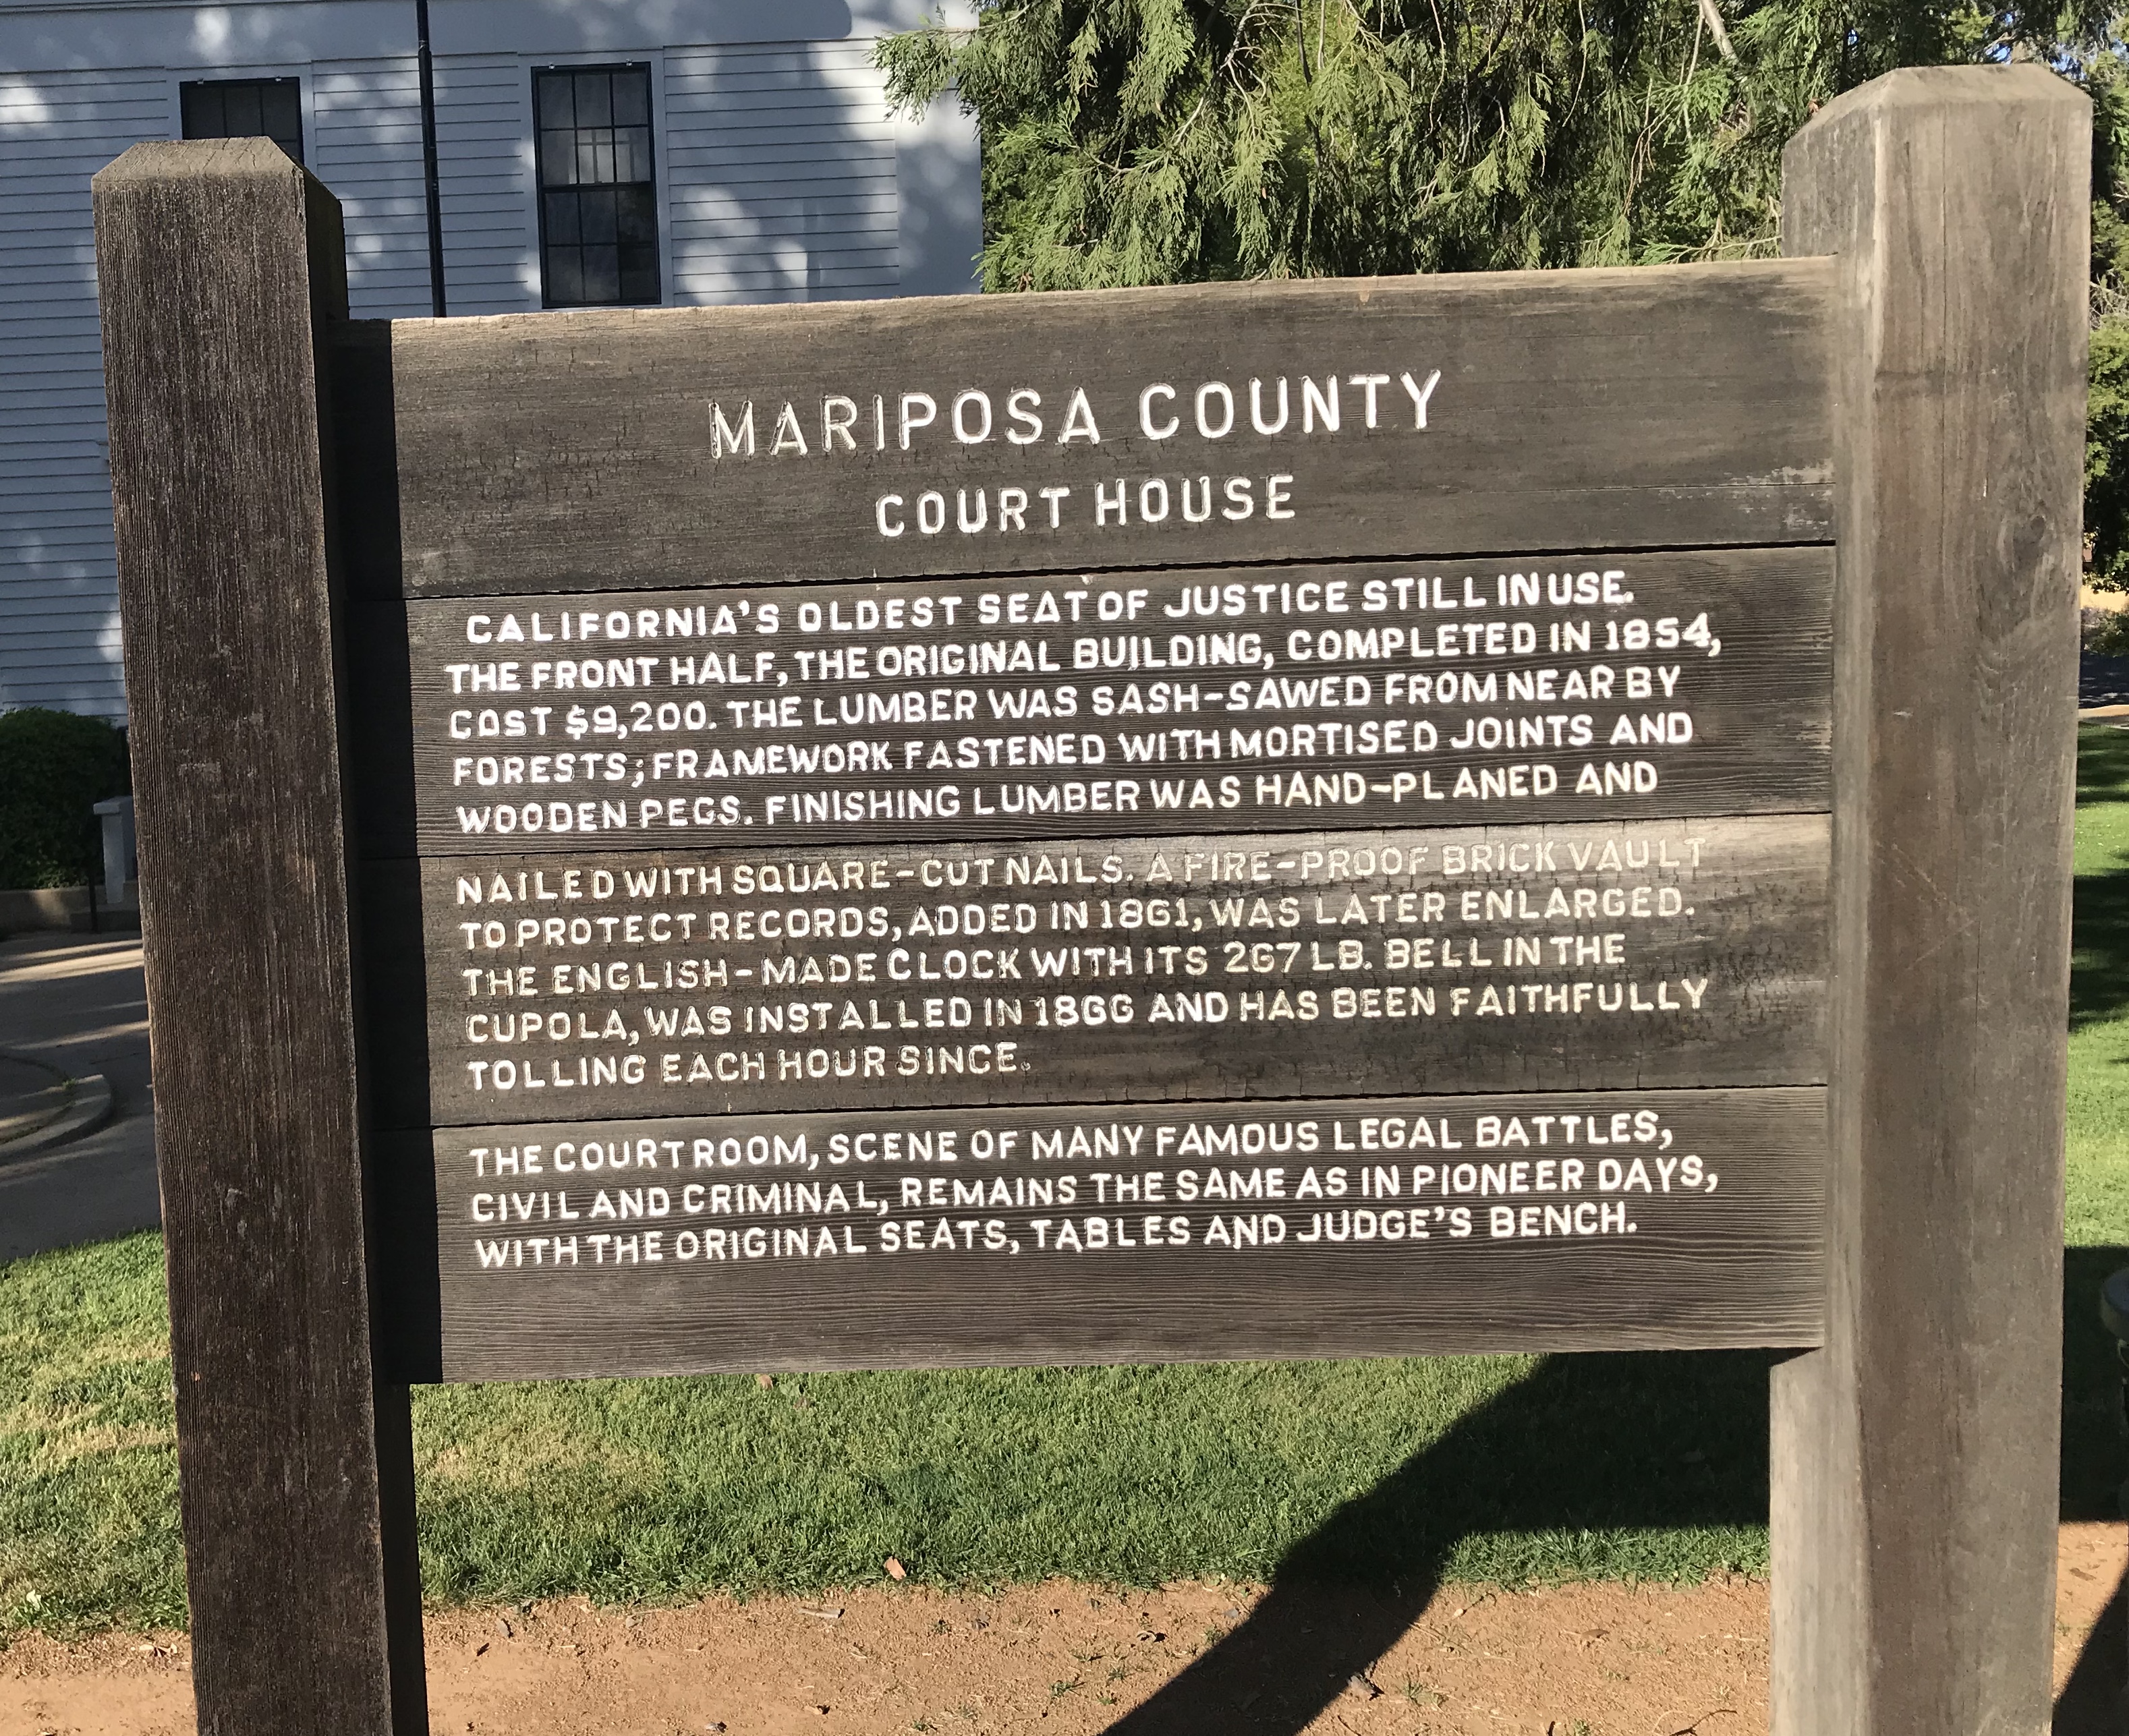 MARIPOSA COUNTY
COURT HOUSE
CALIFORNIA'S OLDEST SEAT OF JUSTICE STILL IN USE.
THE FRONT HALF, THE ORIGINAL BUILDING, COMPLETED IN 1854,
COST $9,200. THE LUMBER WAS SASH-SAWED FROM NEAR BY
FORESTS; FRAMEWORK FASTENED WITH MORTISED JOINTS AND
WOODEN PEGS. FINISHING LUMBER WAS HAND-PLANED AND
NAILED WITH SQUARE-CUT NAILS. A FIRE-PROOF BRICK VAULT
TO PROTECT RECORDS, ADDED IN 1861, WAS LATER ENLARGED.
THE ENGLISH-MADE CLOCK WITH ITS 267 LB. BELL IN THE
CUPOLA, WAS INSTALLED IN 1866 AND HAS BEEN FAITHFULLY
TOLLING EACH HOUR SINCE.
THE COURTROOM, SCENE OF MANY FAMOUS LEGAL BATTLES,
CIVIL AND CRIMINAL, REMAINS THE SAME AS IN PIONEER DAYS,
WITH THE ORIGINAL SEATS, TABLES AND JUDGE'S BENCH.